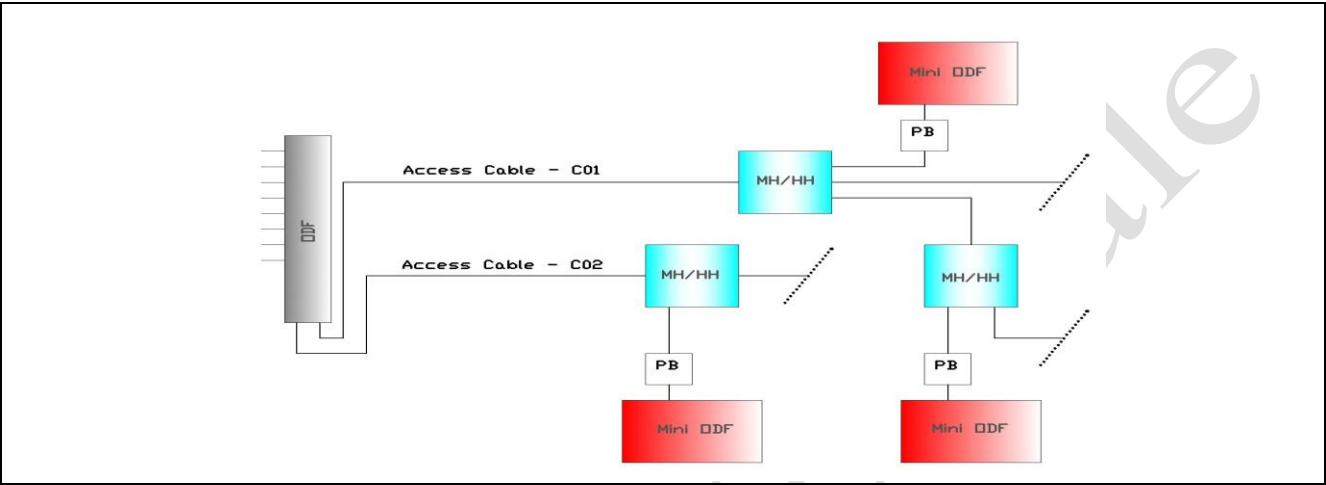 Mini ODF
PB
Access Cable - C01
MH/HH
ODF
Access Cable - C02
MH/HH
MH/HH
PB
PB
Mini ODF
Mini ODF